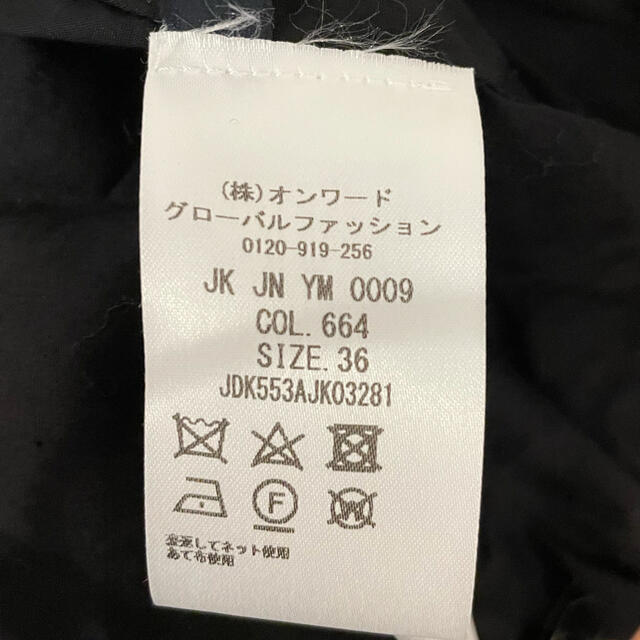 (株)オンワード
グローバルファッション
0120-919-256
JK JN YM 0009
COL. 664
SIZE. 36
JDK553AJK03281
F
W
裏返してネット使用
あて布使用